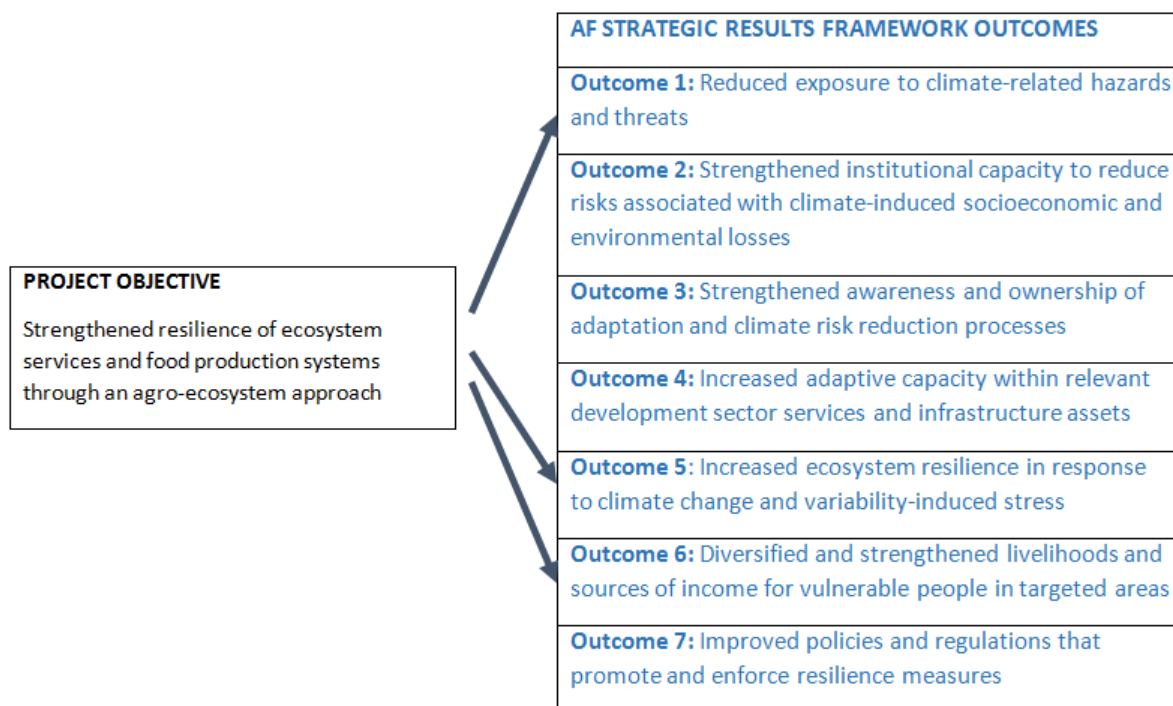 PROJECT OBJECTIVE
Strengthened resilience of ecosystem
services and food production systems
through an agro-ecosystem approach
AF STRATEGIC RESULTS FRAMEWORK OUTCOMES
Outcome 1: Reduced exposure to climate-related hazards
and threats
Outcome 2: Strengthened institutional capacity to reduce
risks associated with climate-induced socioeconomic and
environmental losses
Outcome 3: Strengthened awareness and ownership of
adaptation and climate risk reduction processes
Outcome 4: Increased adaptive capacity within relevant
development sector services and infrastructure assets
Outcome 5: Increased ecosystem resilience in response
to climate change and variability-induced stress
Outcome 6: Diversified and strengthened livelihoods and
sources of income for vulnerable people in targeted areas
Outcome 7: Improved policies and regulations that
promote and enforce resilience measures